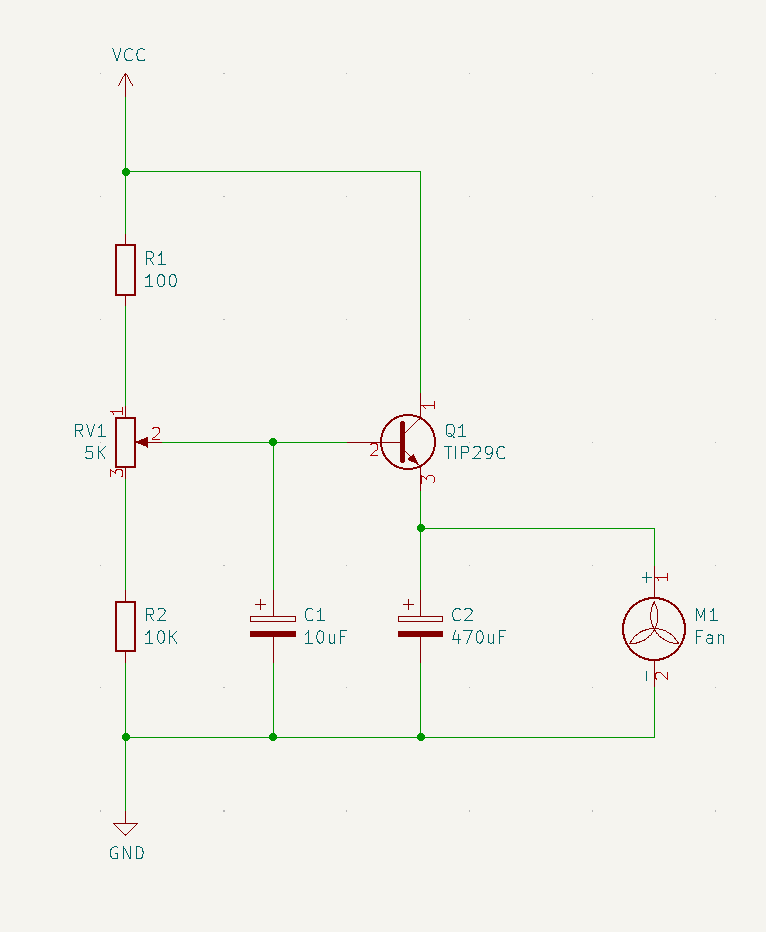 VCC
R1
100
1
RV1
2
5K
3
1
Q1
2
TIP29C
3
+
C1
10uF
+
C2
470uF
R2
10K
+
1
M1
Fan
-
2
GND